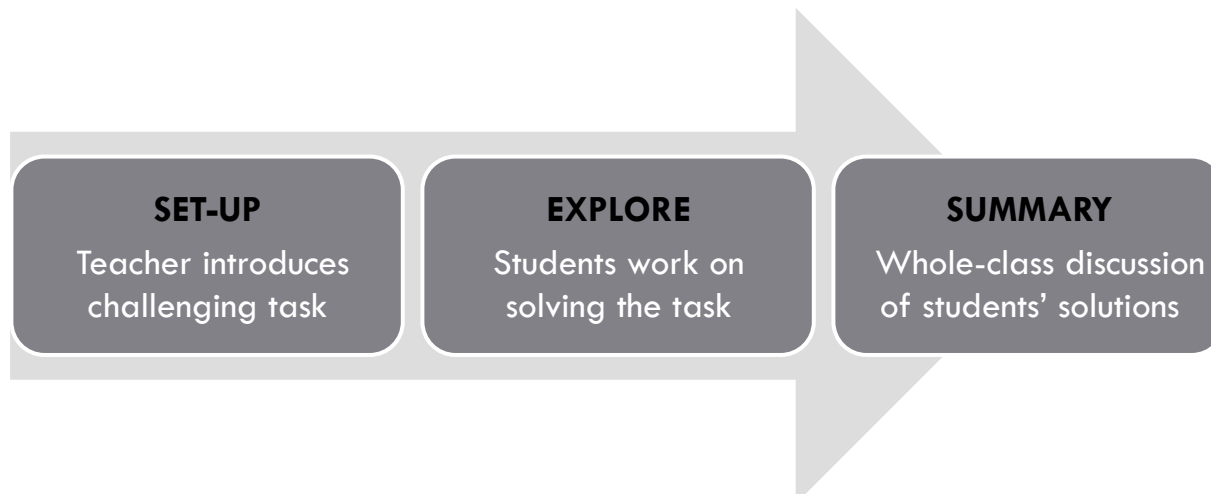 SET-UP
Teacher introduces
challenging task
EXPLORE
Students work on
solving the task
SUMMARY
Whole-class discussion
of students’ solutions